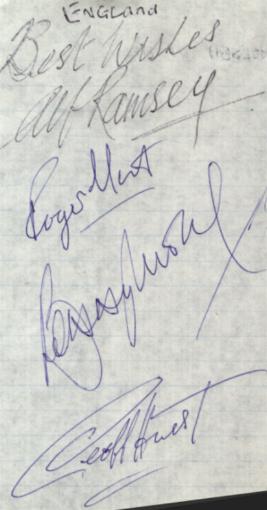 ENGLAND
Best Wishes
Alf Ramsey
Roger Hunt
Geoff Hurst